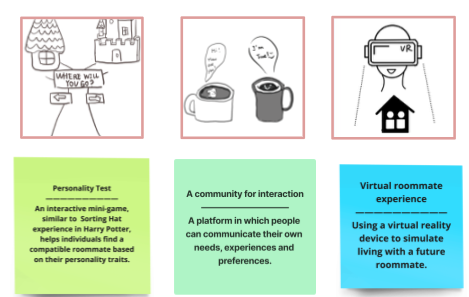 WHERE WILL
YOU GO?
Hi!
I'm
VR
Personality Test
An interactive mini-game,
similar to Sorting Hat
experience in Harry Potter,
helps individuals find a
compatible roommate based
on their personality traits.
A community for interaction
A platform in which people
can communicate their own
needs, experiences and
preferences.
Virtual roommate
experience
Using a virtual reality
device to simulate
living with a future
roommate.